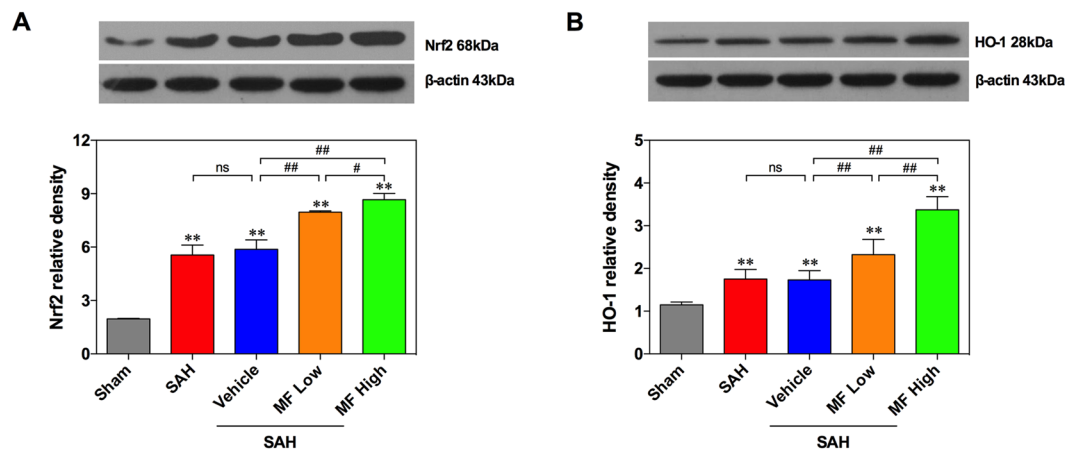 A
Nrf2 68kDa
β-actin 43kDa
12
9
6
3
0
Nrf2 relative density
##
ns
##
#
**
**
**
**
Sham
SAH
Vehicle
MF Low
MF High
SAH
B
HO-1 28kDa
β-actin 43kDa
5
4
3
2
1
0
HO-1 relative density
##
ns
##
##
**
**
**
**
Sham
SAH
Vehicle
MF Low
MF High
SAH